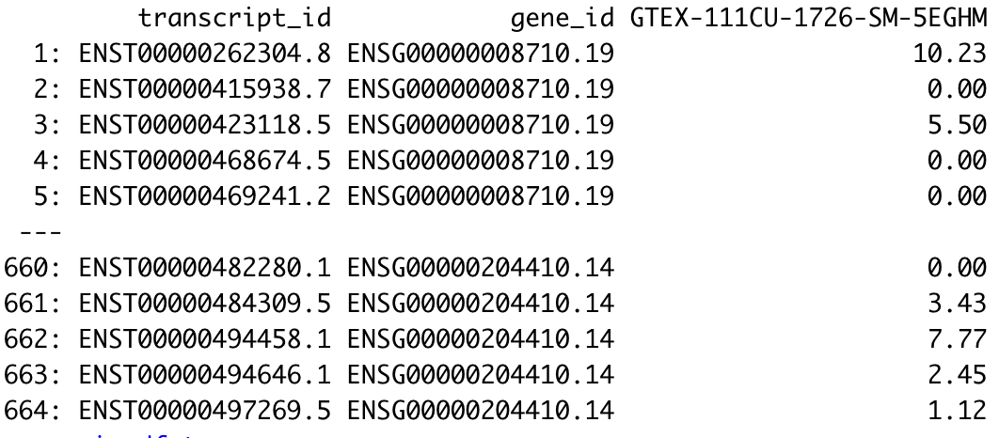 transcript_id gene_id GTEX-111CU-1726-SM-5EGHM
1: ENST00000262304.8 ENSG00000008710.19 10.23
2: ENST00000415938.7 ENSG00000008710.19 0.00
3: ENST00000423118.5 ENSG00000008710.19 5.50
4: ENST00000468674.5 ENSG00000008710.19 0.00
5: ENST00000469241.2 ENSG00000008710.19 0.00
---
660: ENST00000482280.1 ENSG00000204410.14 0.00
661: ENST00000484309.5 ENSG00000204410.14 3.43
662: ENST00000494458.1 ENSG00000204410.14 7.77
663: ENST00000494646.1 ENSG00000204410.14 2.45
664: ENST00000497269.5 ENSG00000204410.14 1.12